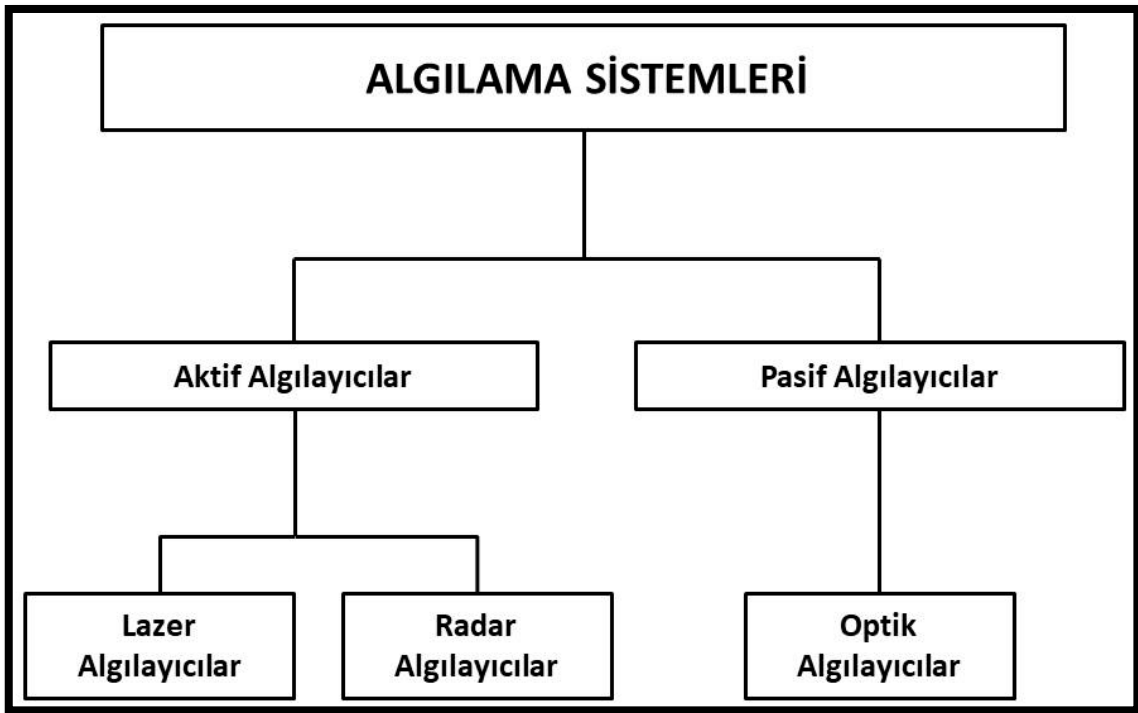 ALGILAMA SİSTEMLERİ
Aktif Algılayıcılar
Pasif Algılayıcılar
Lazer
Algılayıcılar
Radar
Algılayıcılar
Optik
Algılayıcılar